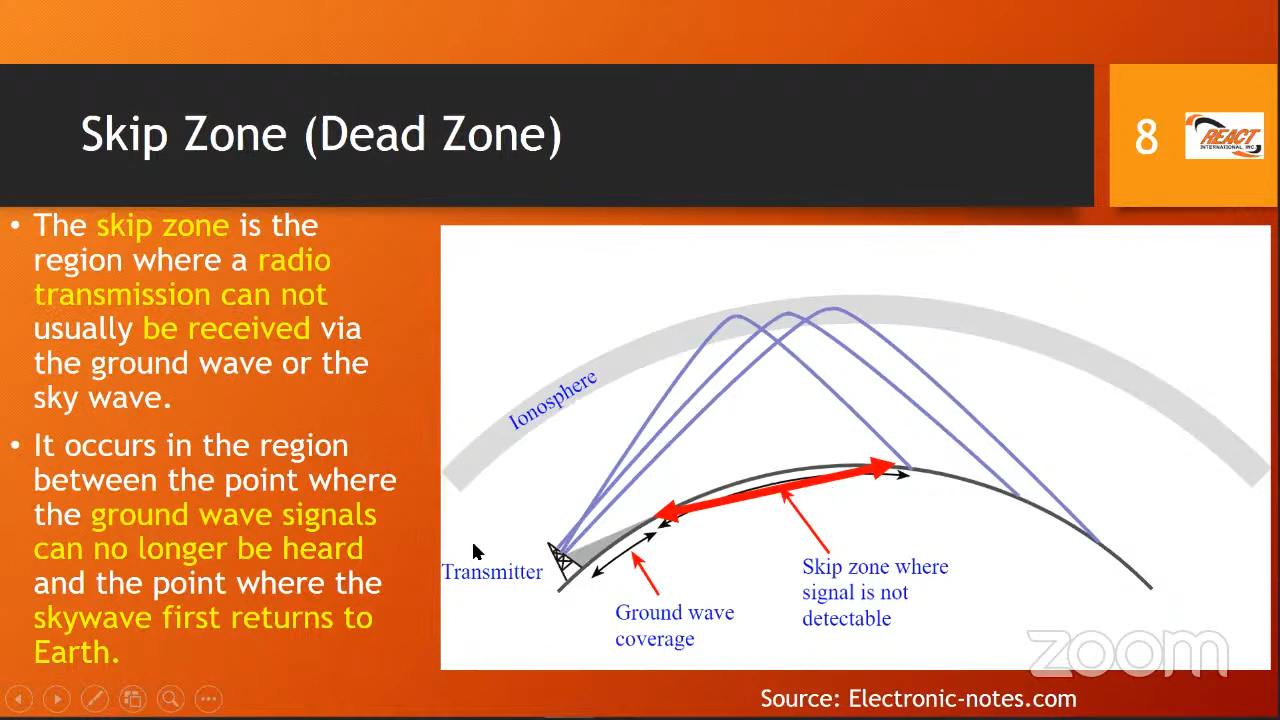 Skip Zone (Dead Zone)
8
REACT
INTERNATIONAL, INC.
• The skip zone is the
region where a radio
transmission can not
usually be received via
the ground wave or the
sky wave.
• It occurs in the region
between the point where
the ground wave signals
can no longer be heard
and the point where the
skywave first returns to
Earth.
Ionosphere
Transmitter
Ground wave
coverage
Skip zone where
signal is not
detectable
zoom
Source: Electronic-notes.com